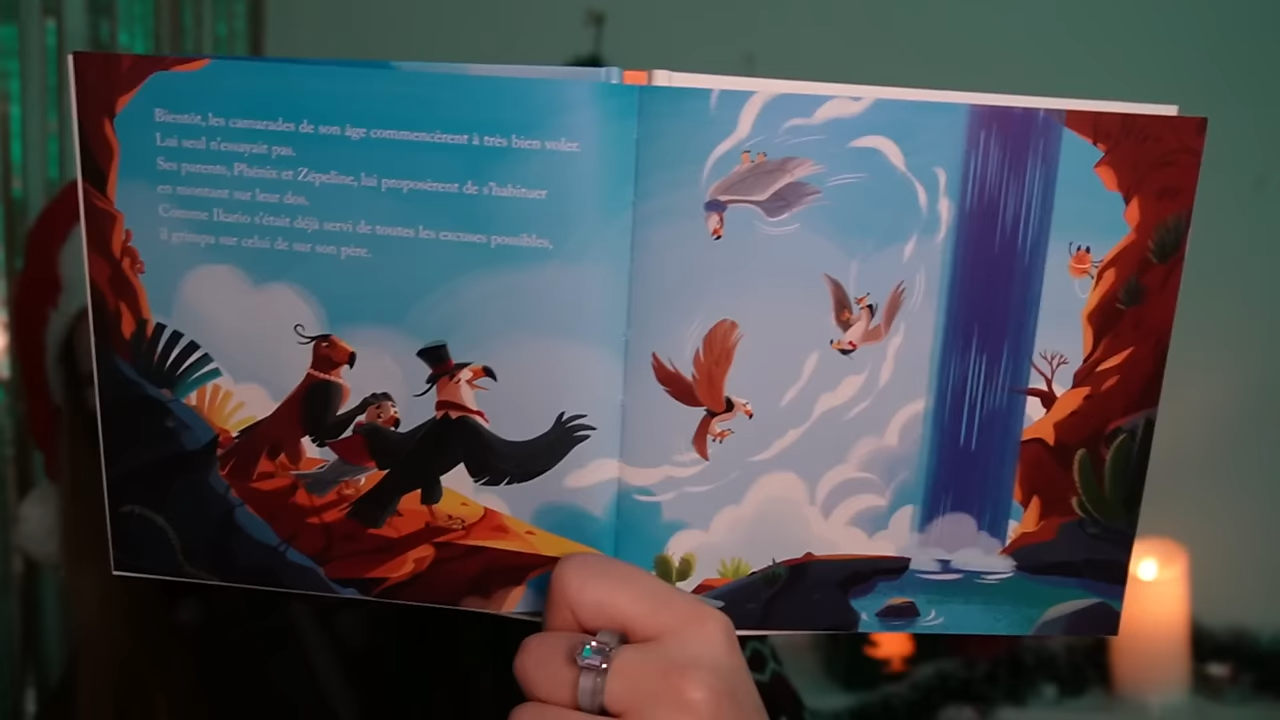 Bientôt, les camarades de son âge commencèrent à très bien voler.
Lui seul n'essayait pas.
Ses parents, Phénix et Zépeline, lui proposèrent de s'habituer
en montant sur leur dos.
Comme Ikario s'était déjà servi de toutes les excuses possibles,
il grimpa sur celui de sur son père.